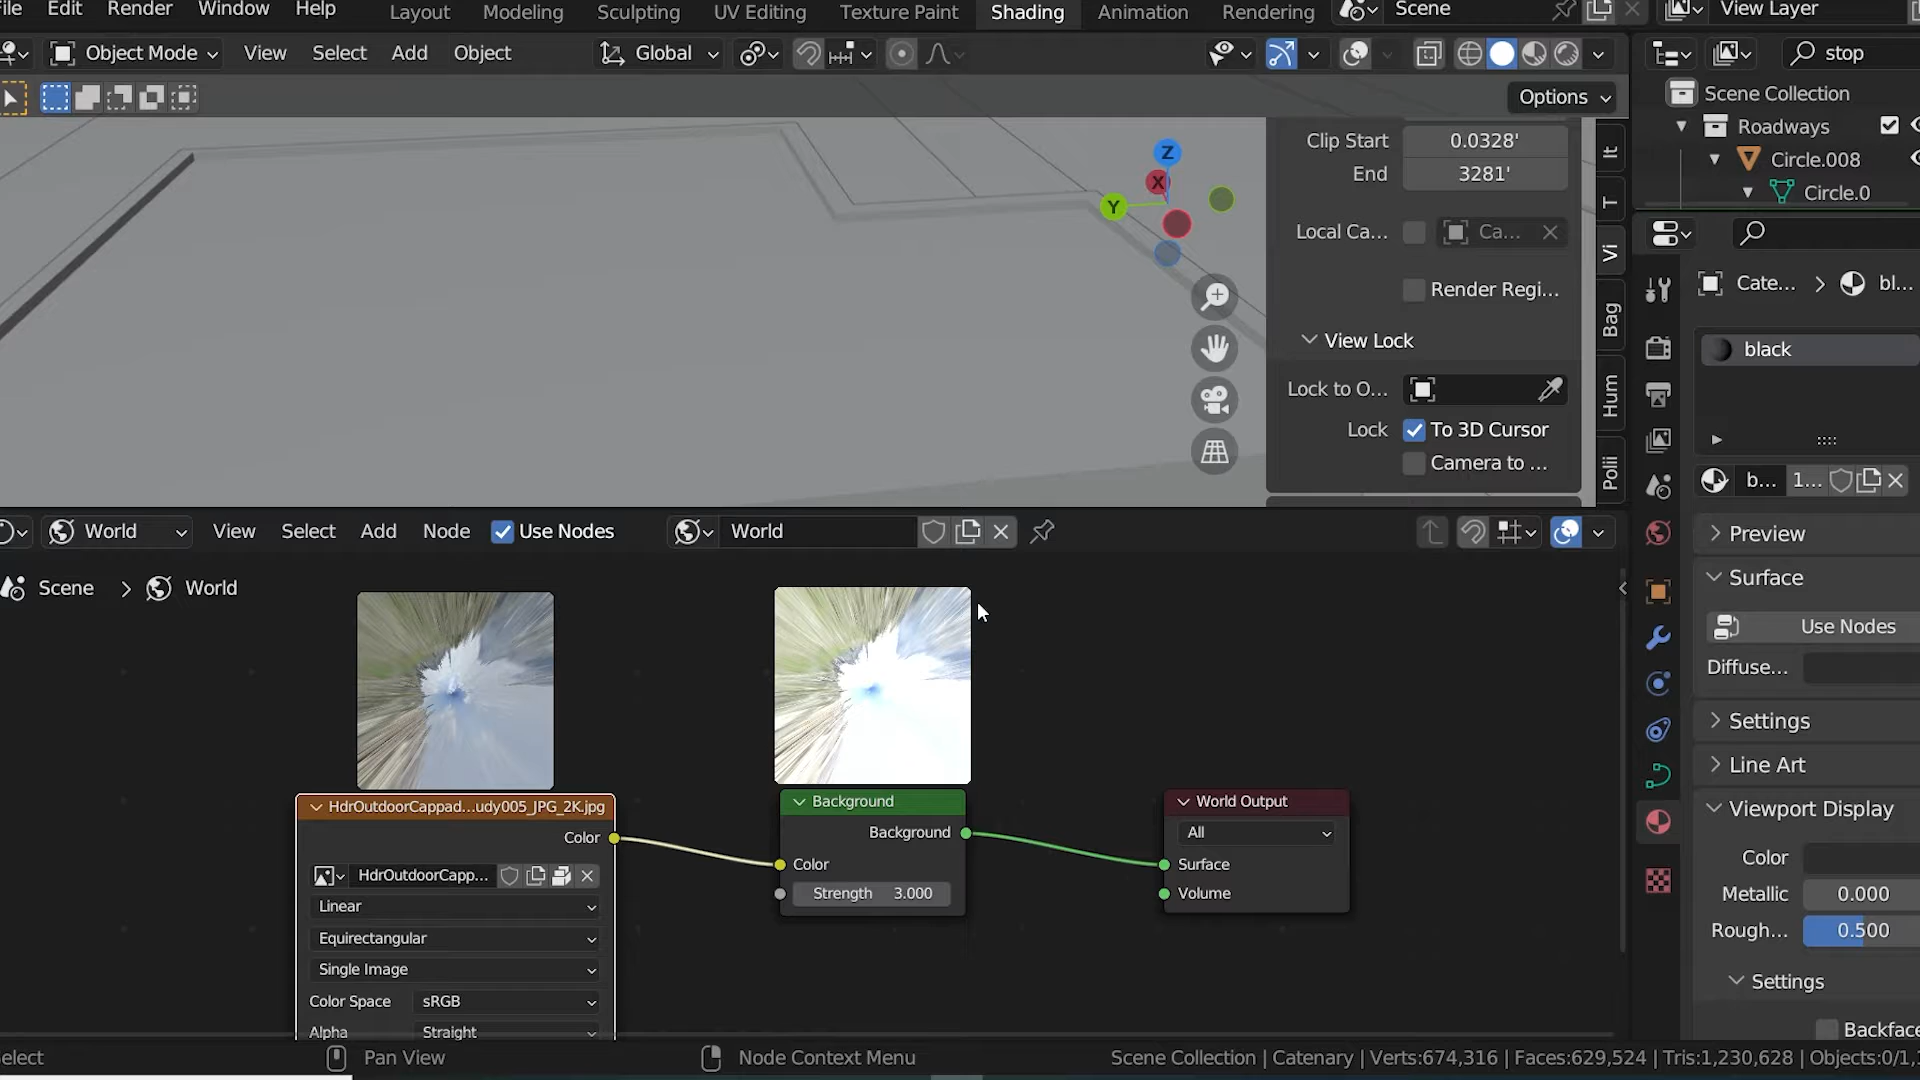 File Edit Render Window Help Layout Modeling Sculpting UV Editing Texture Paint Shading Animation Rendering Scene View Layer
Object Mode View Select Add Object Global stop
Options
Scene Collection
Roadways
Circle.008
Circle.0
Clip Start 0.0328'
End 3281'
Local Ca... Ca...
Render Regi...
View Lock
Lock to O...
Lock To 3D Cursor
Camera to ...
Z
X
Y
It
T
Vi
Bag
Hum
Polii
Cate... bl...
black
b... 1...
Preview
Surface
Use Nodes
Diffuse...
Settings
Line Art
Viewport Display
Color
Metallic 0.000
Rough... 0.500
Settings
Backface
World View Select Add Node Use Nodes World
Scene World
HdrOutdoorCappad...udy005_JPG_2K.jpg
Color
HdrOutdoorCapp...
Linear
Equirectangular
Single Image
Color Space sRGB
Alpha Straight
Background
Background
Color
Strength 3.000
World Output
All
Surface
Volume
elect Pan View Node Context Menu Scene Collection | Catenary | Verts:674,316 | Faces:629,524 | Tris:1,230,628 | Objects:0/1,